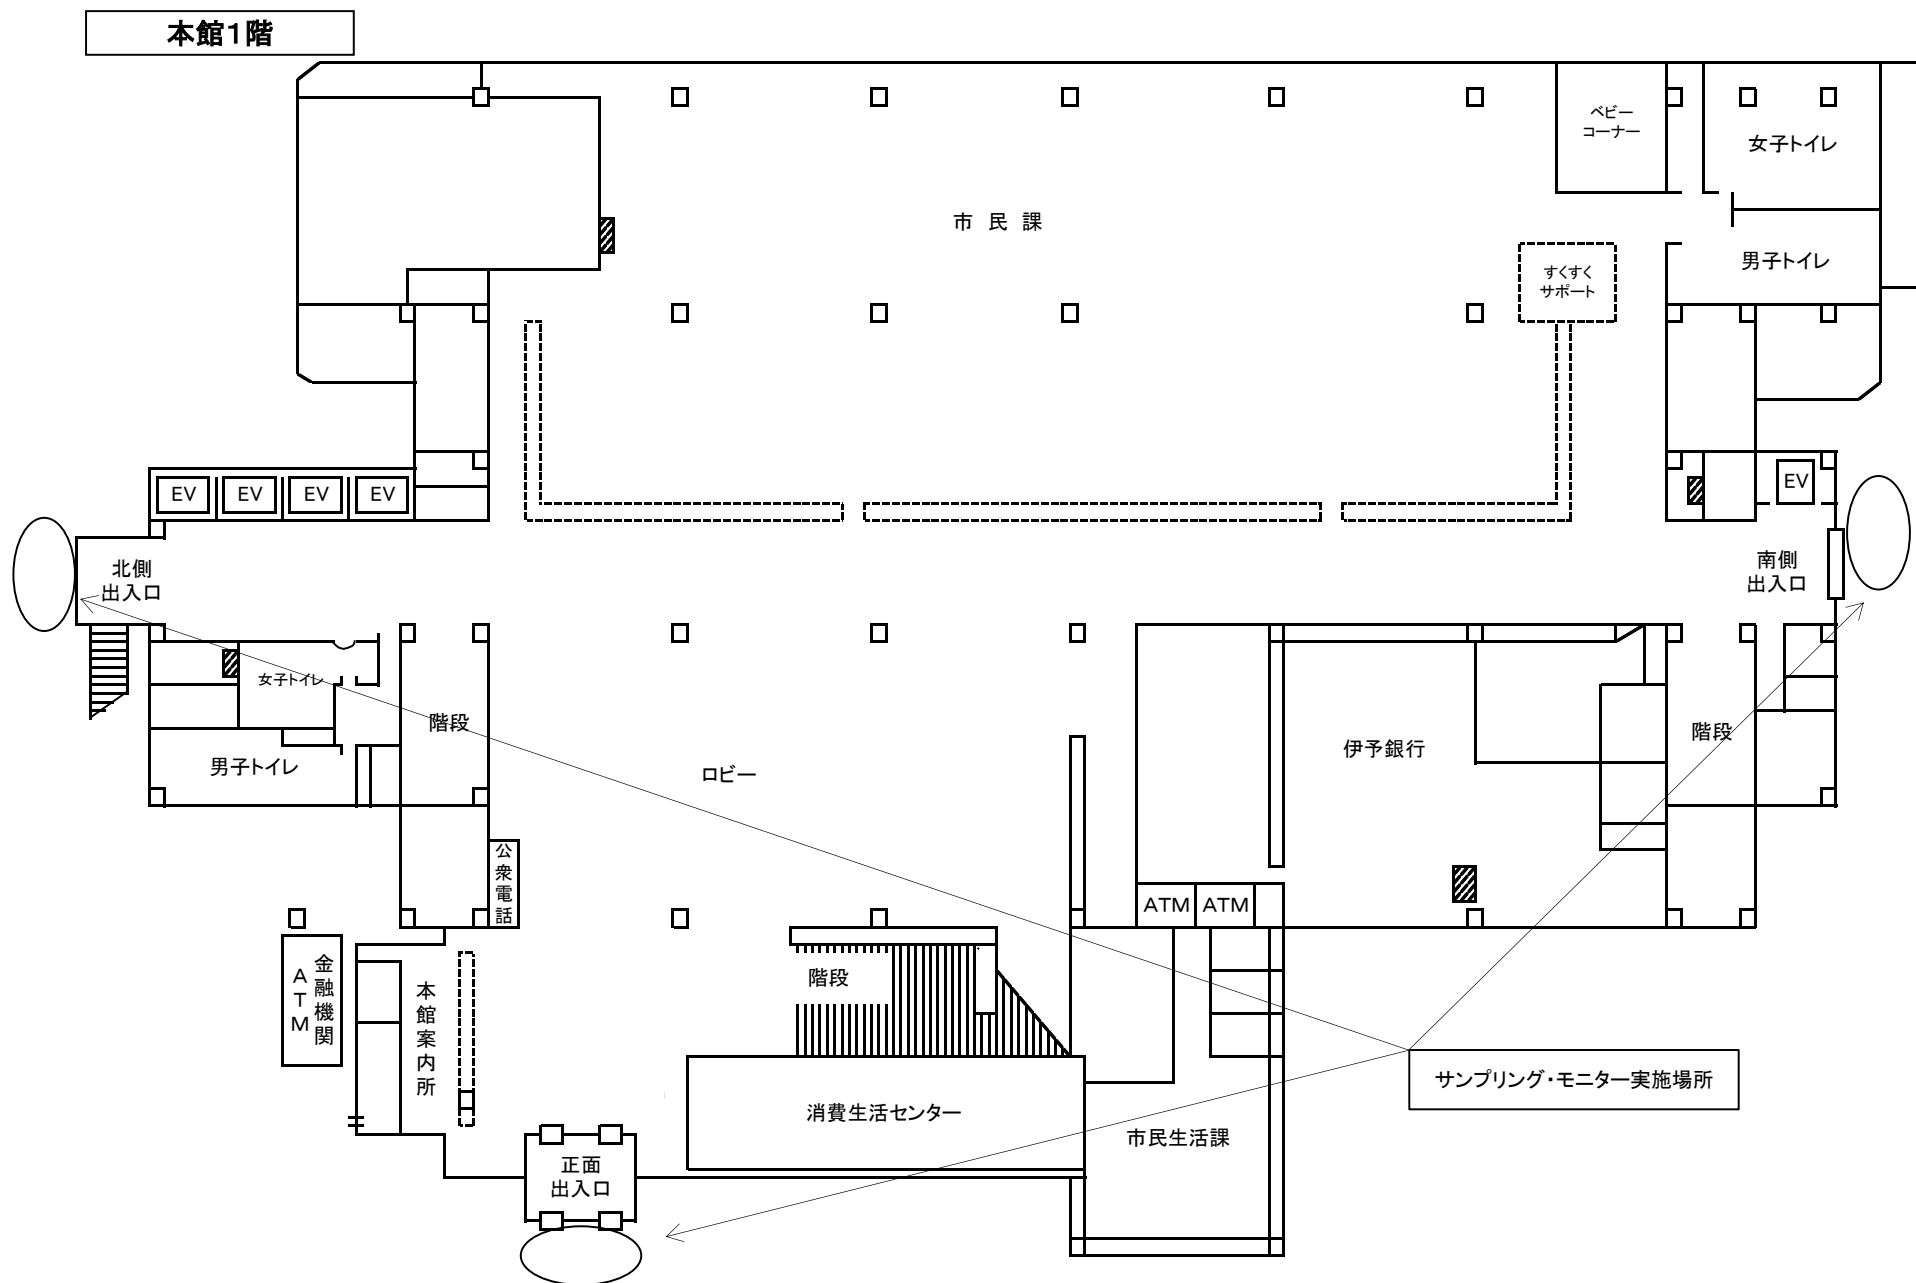 本館1階
ベビー
コーナー
女子トイレ
市 民 課
男子トイレ
すくすく
サポート
EV
EV
EV
EV
EV
北側
出入口
南側
出入口
女子トイレ
階段
男子トイレ
ロビー
伊予銀行
階段
公衆電話
ATM
ATM
金融機関
ATM
本館案内所
階段
サンプリング・モニター実施場所
消費生活センター
市民生活課
正面
出入口